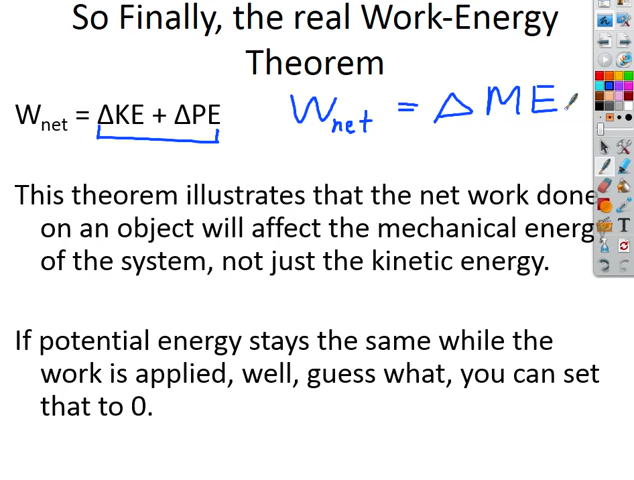 So Finally, the real Work-Energy
Theorem
Wnet = ΔKE + ΔPE
Wnet = ΔME
This theorem illustrates that the net work done
on an object will affect the mechanical energ
of the system, not just the kinetic energy.
If potential energy stays the same while the
work is applied, well, guess what, you can set
that to 0.
T